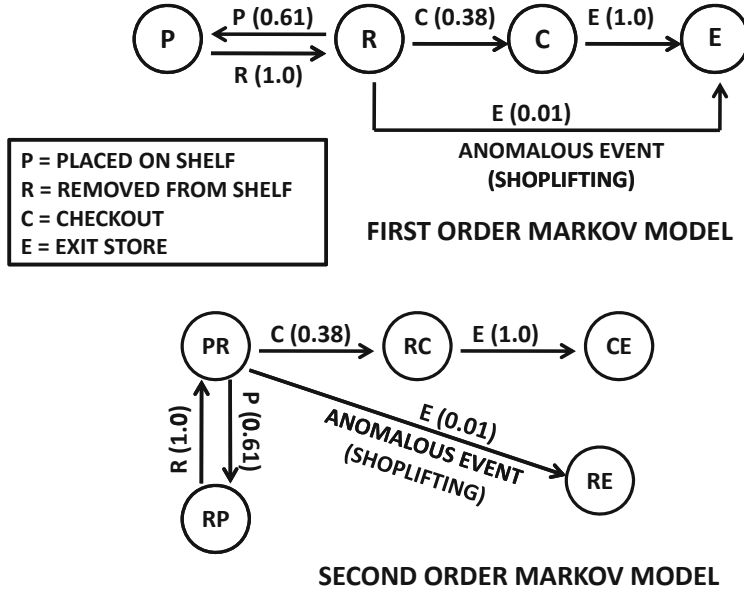 P (0.61)
P
R
C (0.38)
C
E (1.0)
E
R (1.0)
E (0.01)
ANOMALOUS EVENT
(SHOPLIFTING)
P = PLACED ON SHELF
R = REMOVED FROM SHELF
C = CHECKOUT
E = EXIT STORE
FIRST ORDER MARKOV MODEL
PR
C (0.38)
RC
E (1.0)
CE
R (1.0)
P (0.61)
E (0.01)
ANOMALOUS EVENT
(SHOPLIFTING)
RE
RP
SECOND ORDER MARKOV MODEL